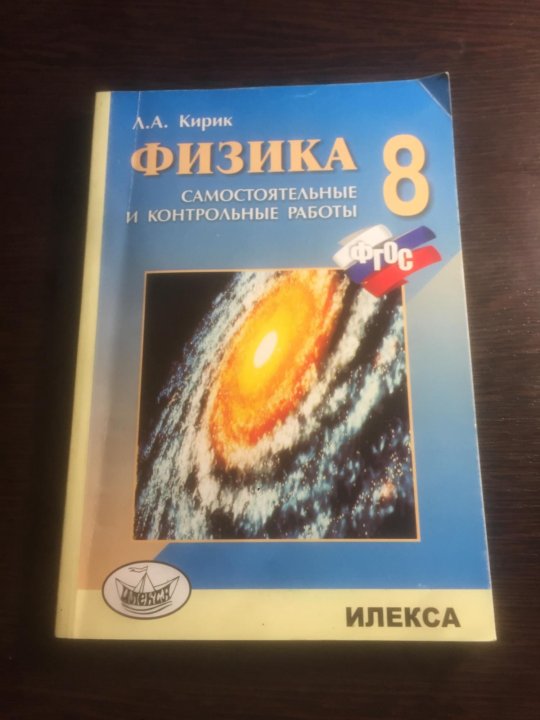 Л.А. Кирик
ФИЗИКА 8
САМОСТОЯТЕЛЬНЫЕ
И КОНТРОЛЬНЫЕ РАБОТЫ
ФГОС
ИЛЕКСА
ИЛЕКСА